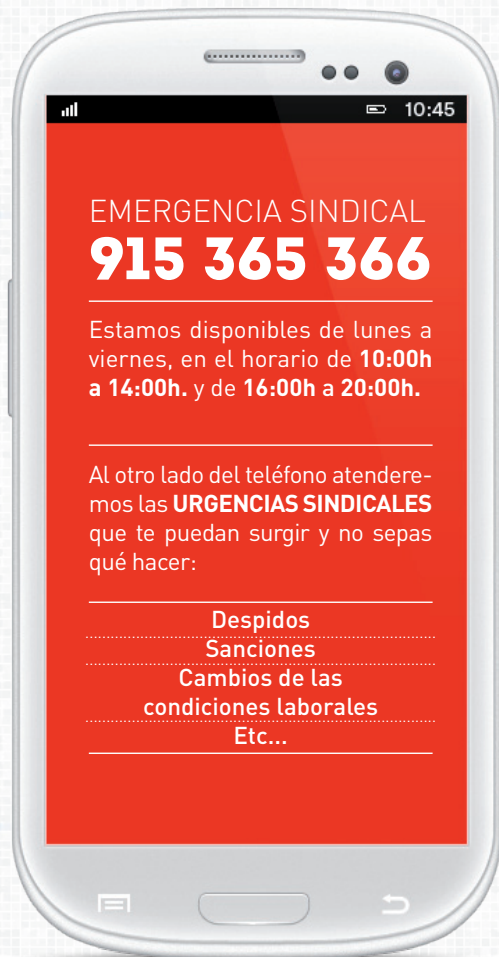 10:45
EMERGENCIA SINDICAL
915 365 366
Estamos disponibles de lunes a
viernes, en el horario de 10:00h
a 14:00h. y de 16:00h a 20:00h.
Al otro lado del teléfono atendere-
mos las URGENCIAS SINDICALES
que te puedan surgir y no sepas
qué hacer:
Despidos
Sanciones
Cambios de las
condiciones laborales
Etc...